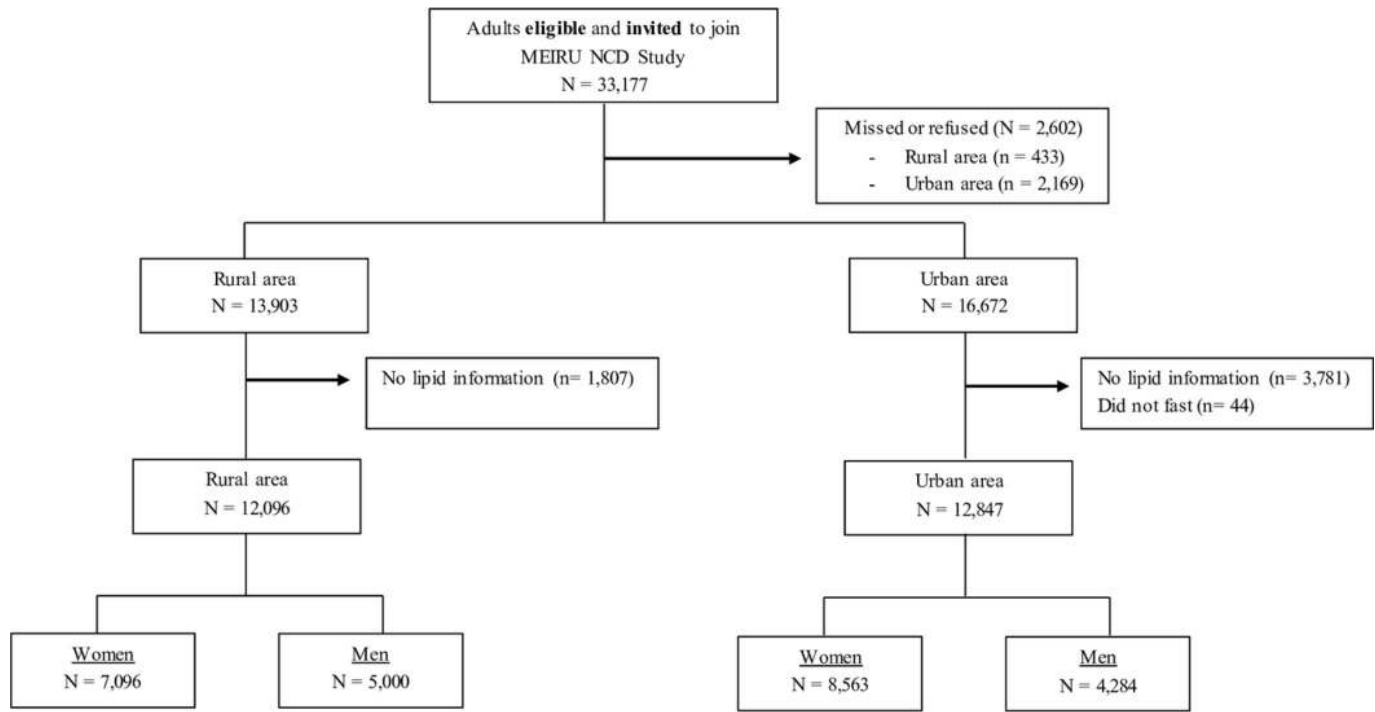 Adults eligible and invited to join
MEIRU NCD Study
N = 33,177
Missed or refused (N = 2,602)
- Rural area (n = 433)
- Urban area (n = 2,169)
Rural area
N = 13,903
Urban area
N = 16,672
No lipid information (n= 1,807)
No lipid information (n= 3,781)
Did not fast (n= 44)
Rural area
N = 12,096
Urban area
N = 12,847
Women
N = 7,096
Men
N = 5,000
Women
N = 8,563
Men
N = 4,284